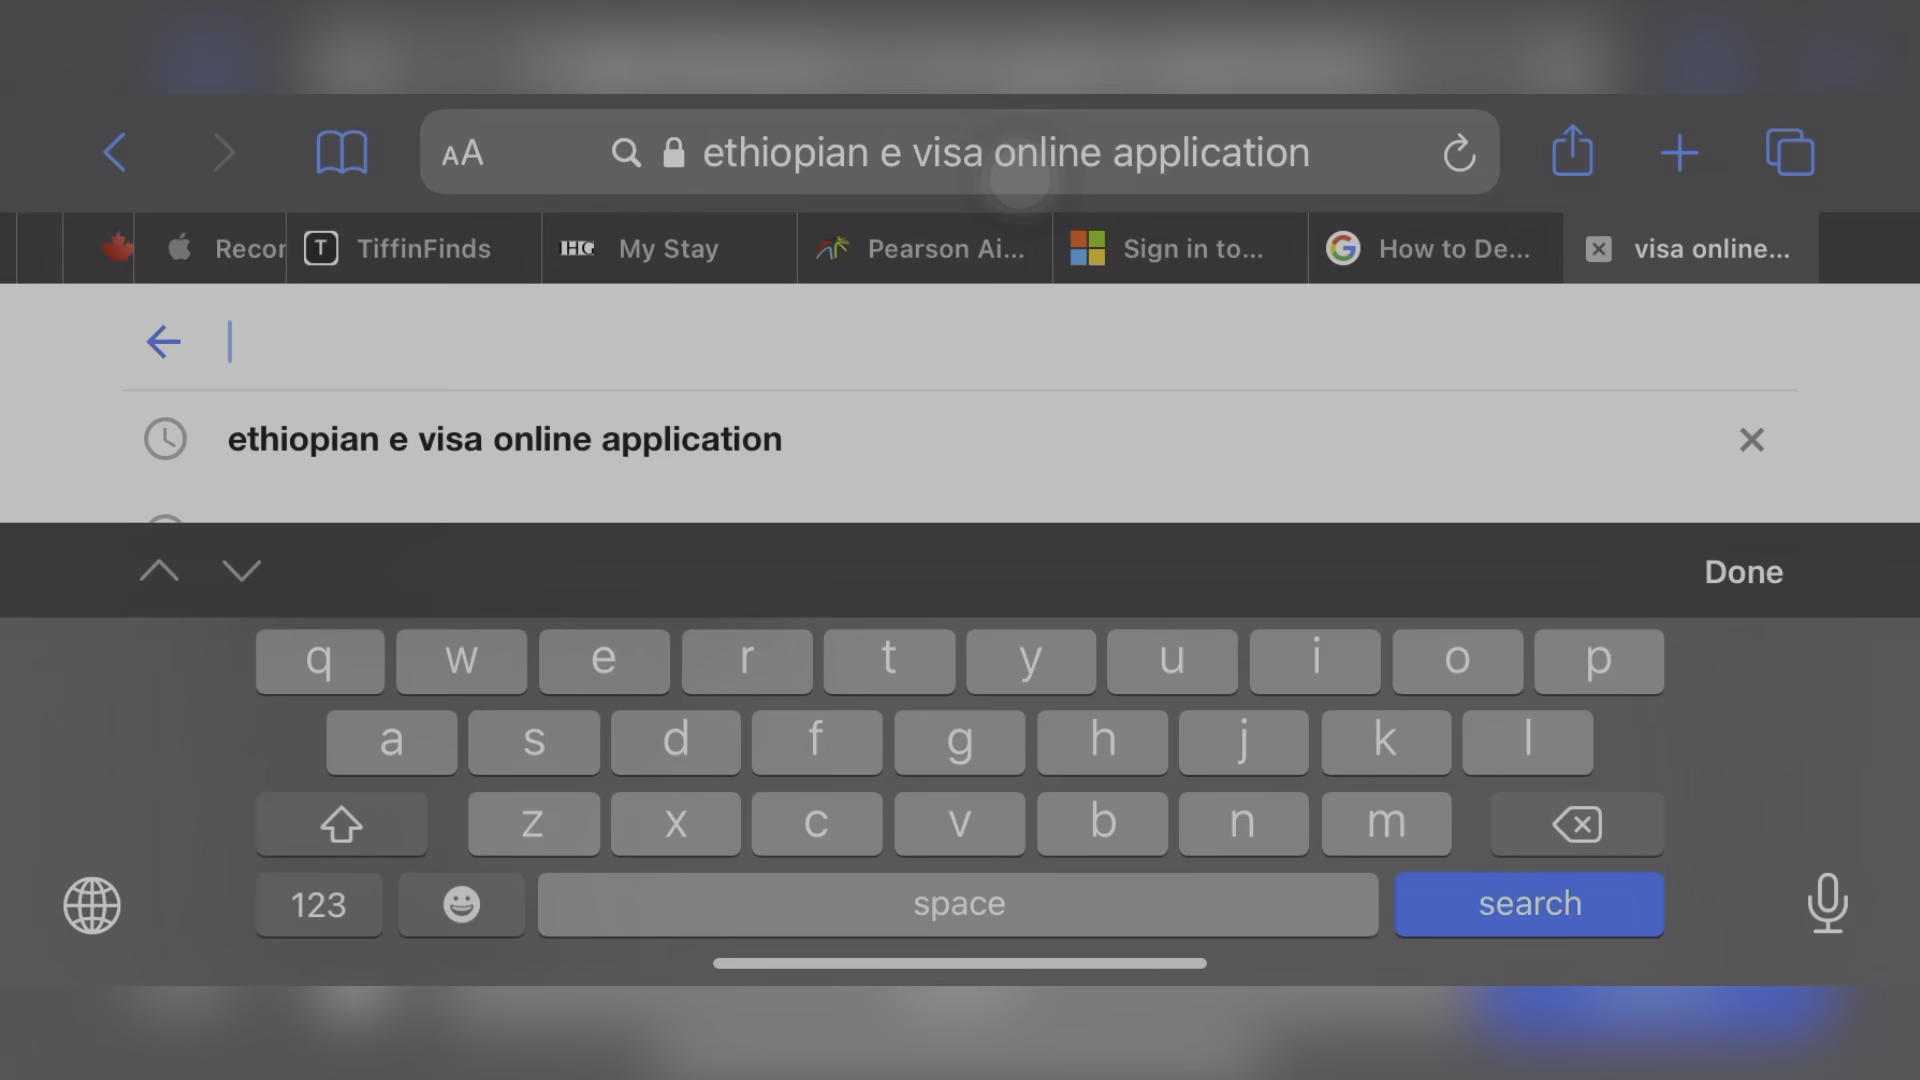 AA ethiopian e visa online application
Recor
T TiffinFinds
IHG My Stay
Pearson Ai...
Sign in to...
G How to De...
visa online...
ethiopian e visa online application
Done
q w e r t y u i o p
a s d f g h j k l
z x c v b n m
123 space search